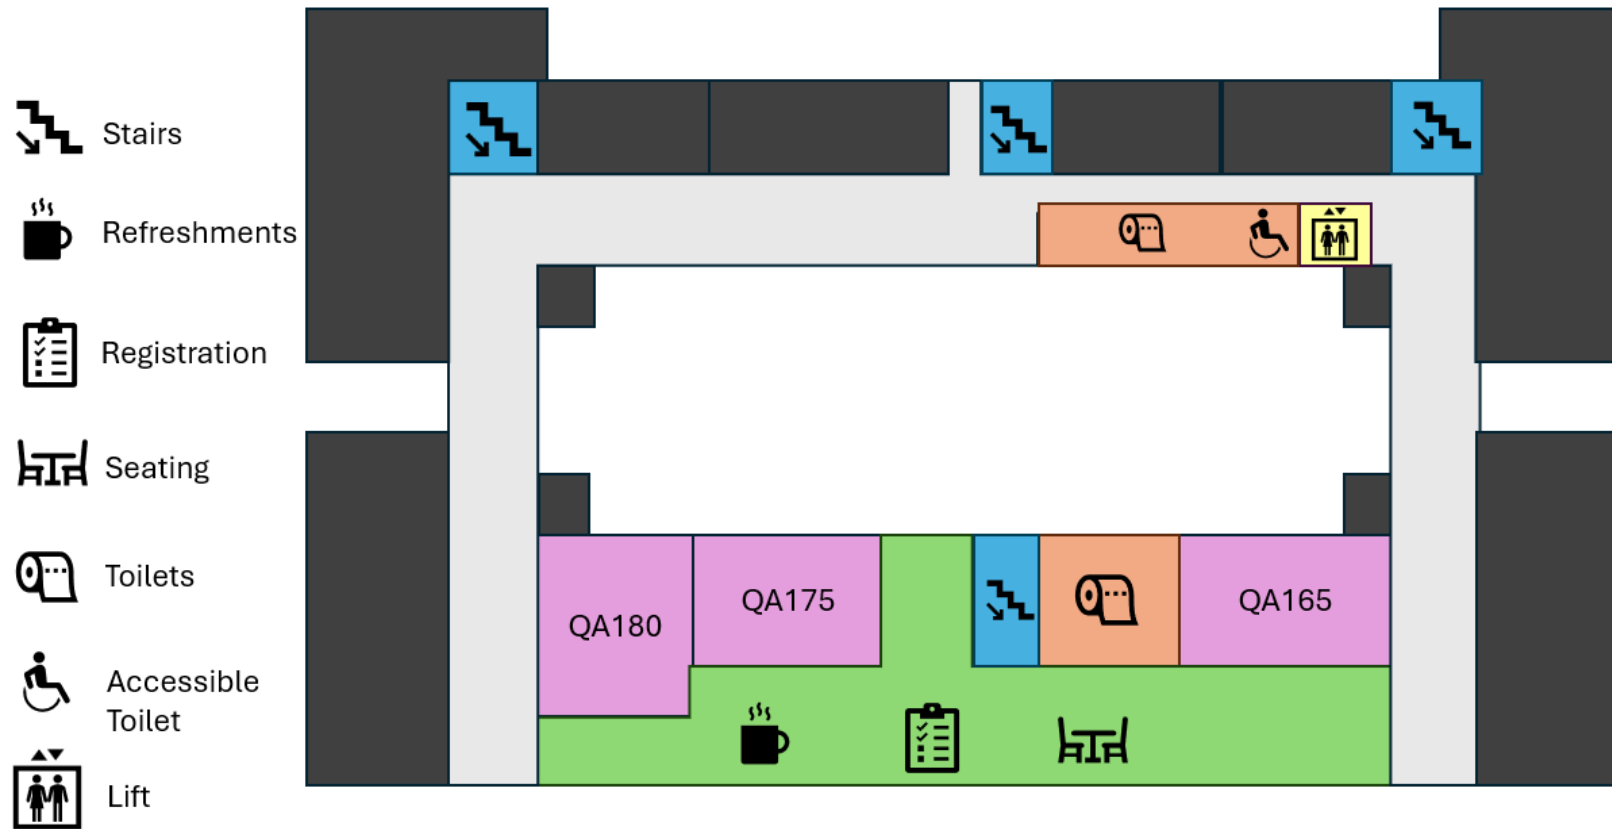 Stairs
Refreshments
Registration
Seating
Toilets
Accessible
Toilet
Lift
QA180
QA175
QA165